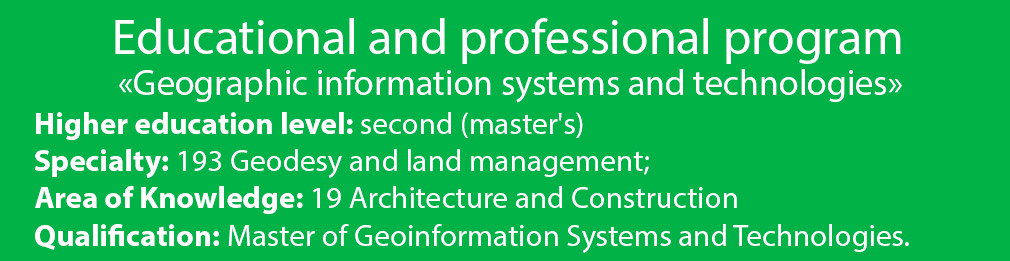 Educational and professional program
«Geographic information systems and technologies»
Higher education level: second (master's)
Specialty: 193 Geodesy and land management;
Area of Knowledge: 19 Architecture and Construction
Qualification: Master of Geoinformation Systems and Technologies.